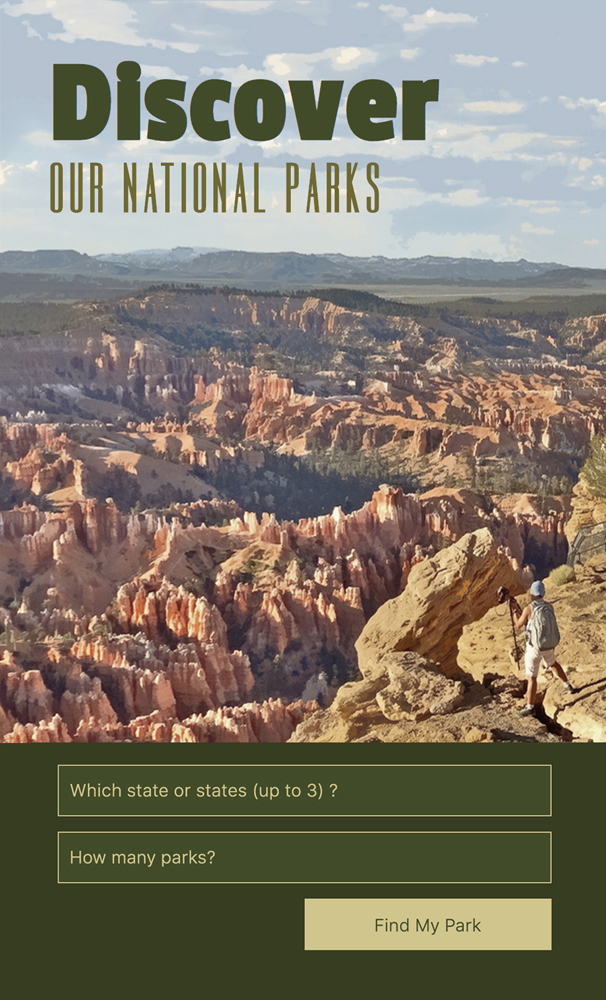 Discover
OUR NATIONAL PARKS
Which state or states (up to 3) ?
How many parks?
Find My Park